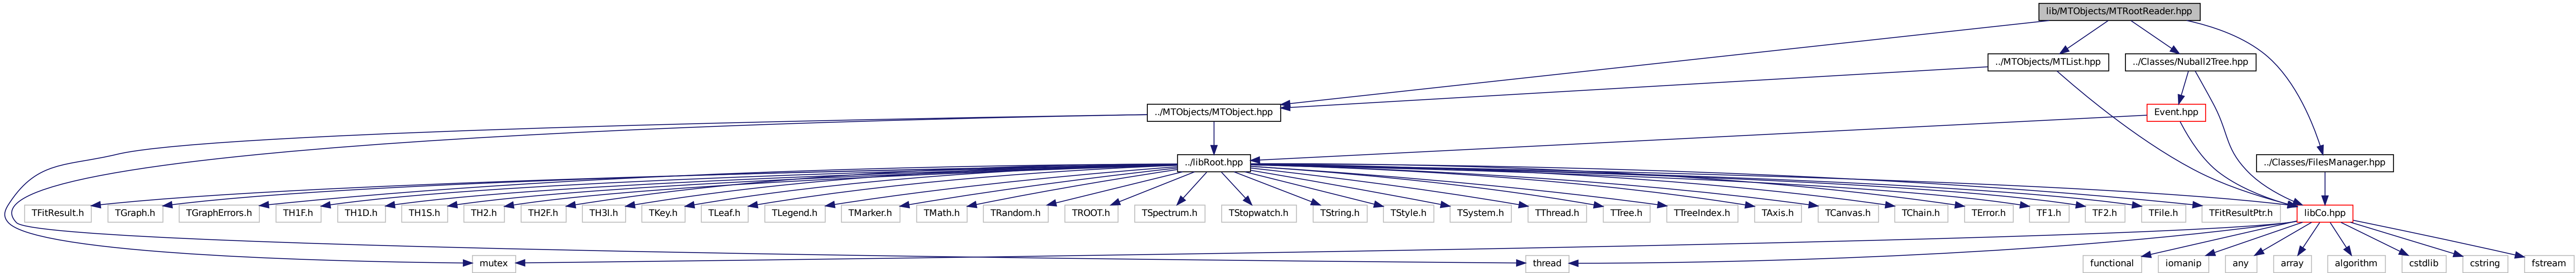 lib/MTObjects/MTRootReader.hpp
../MTObjects/MTList.hpp
../Classes/Nuball2Tree.hpp
../MTObjects/MTObject.hpp
Event.hpp
../libRoot.hpp
../Classes/FilesManager.hpp
TFitResult.h
TGraph.h
TGraphErrors.h
TH1F.h
TH1D.h
TH1S.h
TH2.h
TH2F.h
TH3I.h
TKey.h
TLeaf.h
TLegend.h
TMarker.h
TMath.h
TRandom.h
TROOT.h
TSpectrum.h
TStopwatch.h
TString.h
TStyle.h
TSystem.h
TThread.h
TTree.h
TTreeIndex.h
TAxis.h
TCanvas.h
TChain.h
TError.h
TF1.h
TF2.h
TFile.h
TFitResultPtr.h
libCo.hpp
mutex
thread
functional
iomanip
any
array
algorithm
cstdlib
cstring
fstream